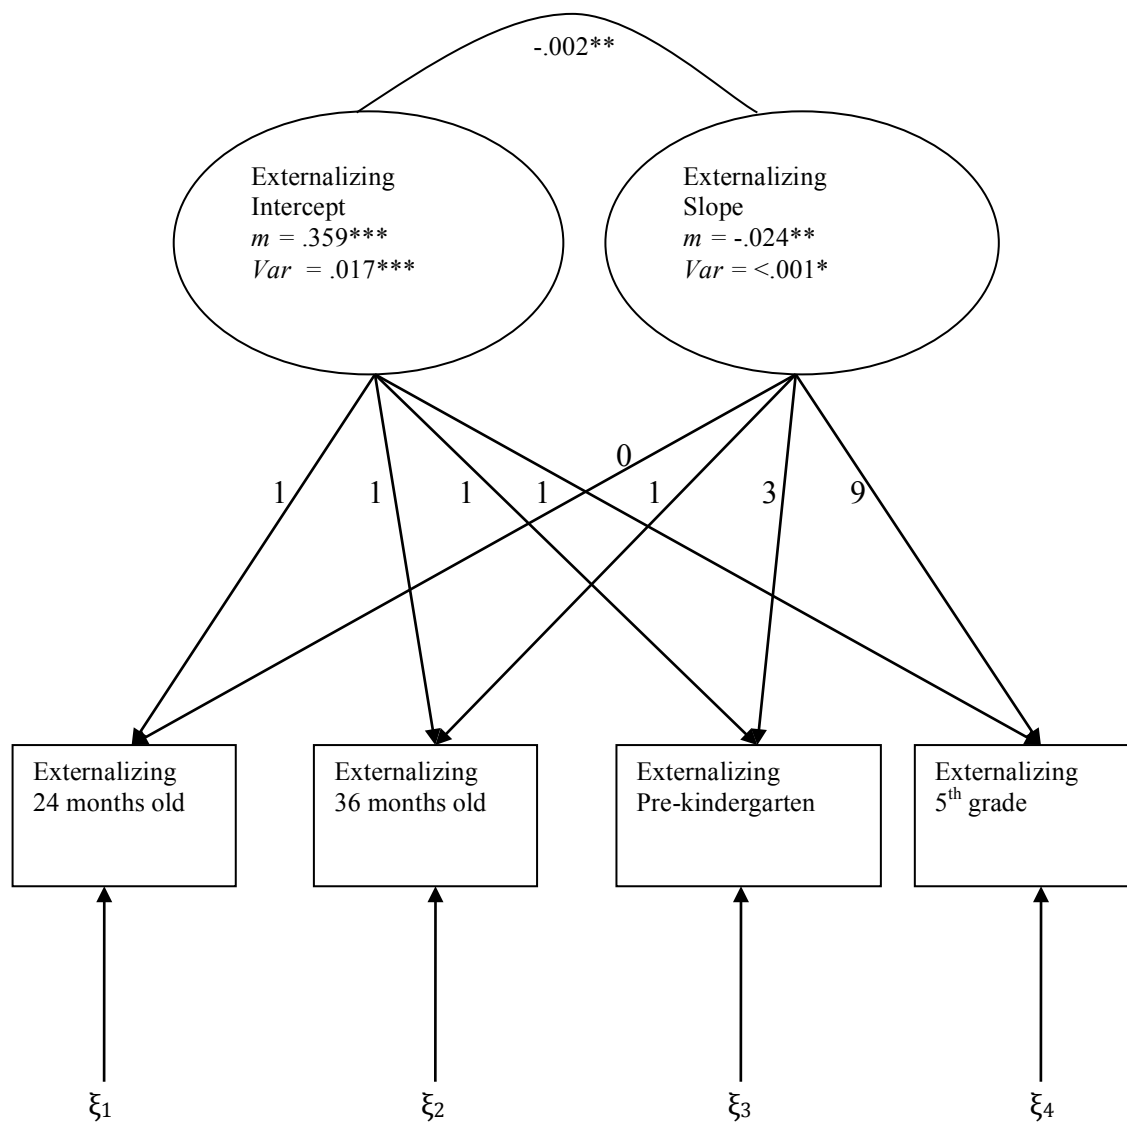 -.002**
Externalizing
Intercept
m = .359***
Var = .017***
Externalizing
Slope
m = -.024**
Var = <.001*
0
1
1
1
1
1
3
9
Externalizing
24 months old
Externalizing
36 months old
Externalizing
Pre-kindergarten
Externalizing
5th grade
ξ1
ξ2
ξ3
ξ4